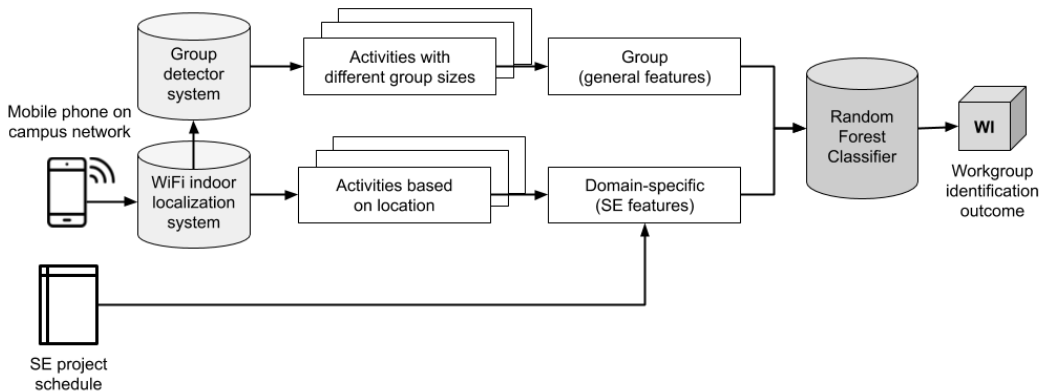 Group
detector
system
Activities with
different group sizes
Group
(general features)
Mobile phone on
campus network
WiFi indoor
localization
system
Activities based
on location
Domain-specific
(SE features)
Random
Forest
Classifier
WI
Workgroup
identification
outcome
SE project
schedule